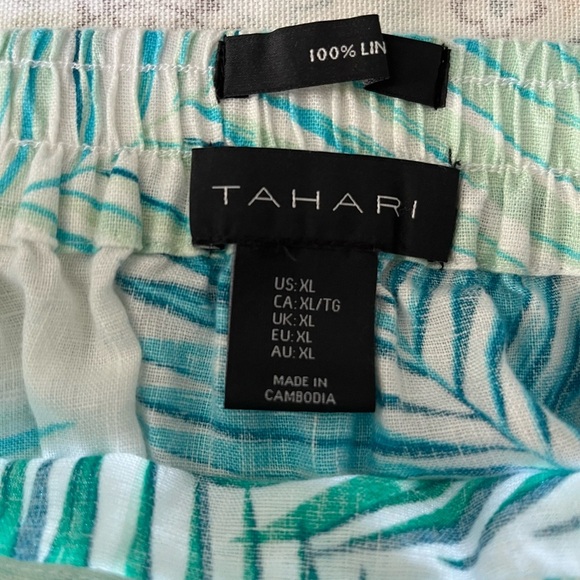 100% LIN
TAHARI
US: XL
CA: XL/TG
UK: XL
EU: XL
AU: XL
MADE IN
CAMBODIA